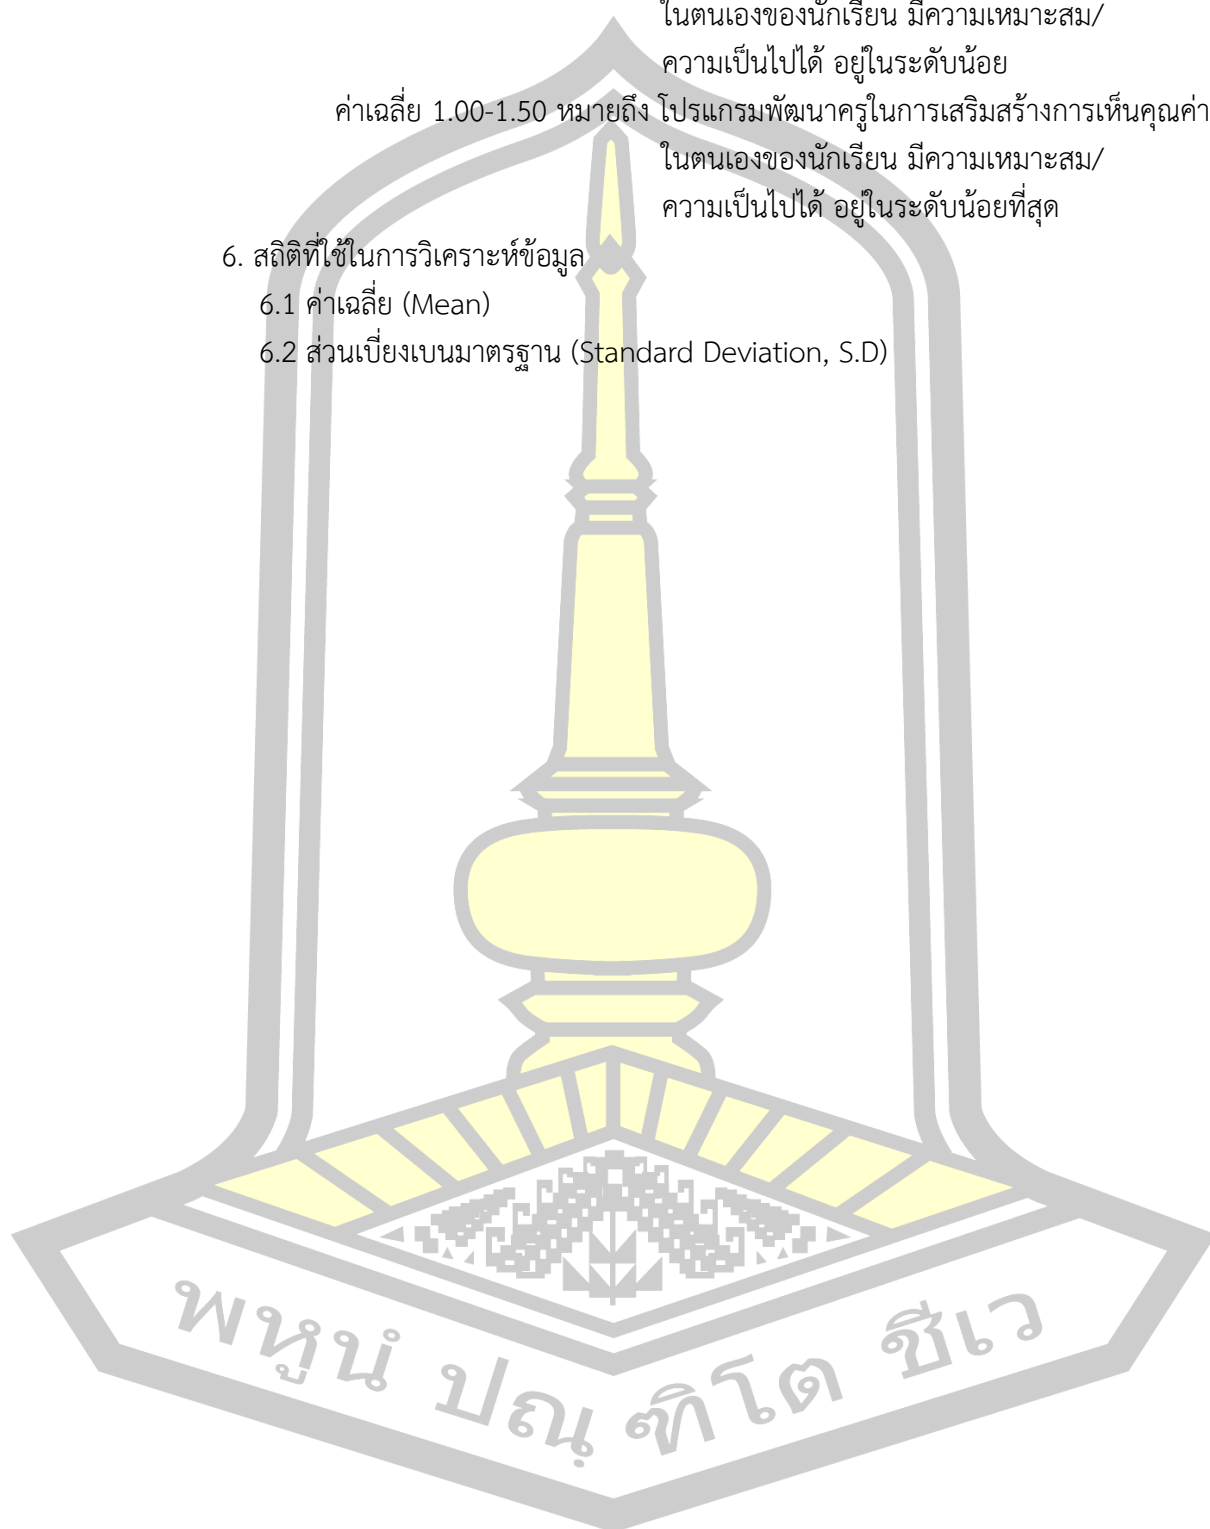 ในตนเองของนักเรียน มีความเหมาะสม/
ความเป็นไปได้ อยู่ในระดับน้อย
ค่าเฉลี่ย 1.00-1.50 หมายถึง โปรแกรมพัฒนาครูในการเสริมสร้างการเห็นคุณค่า
ในตนเองของนักเรียน มีความเหมาะสม/
ความเป็นไปได้ อยู่ในระดับน้อยที่สุด
6. สถิติที่ใช้ในการวิเคราะห์ข้อมูล
6.1 ค่าเฉลี่ย (Mean)
6.2 ส่วนเบี่ยงเบนมาตรฐาน (Standard Deviation, S.D)
พหูนํ ปณฺฑิโต ชีเว